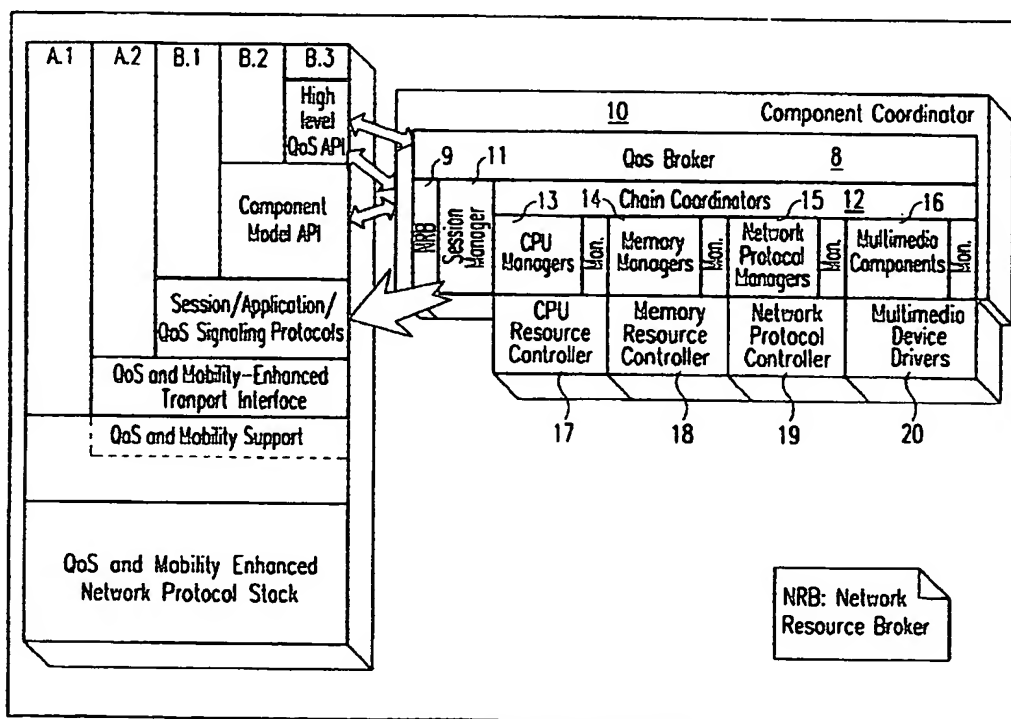 A.1
A.2
B.1
B.2
B.3
High
level
QoS API
Component
Model API
Session/Application/
QoS Signaling Protocols
QoS and Mobility-Enhanced
Tranport Interface
QoS and Mobility Support
QoS and Mobility Enhanced
Network Protocol Stack
10
Component Coordinator
9
11
Qos Broker
8
NRB
Session
Manager
Chain Coordinators
12
13
CPU
Managers
Mon.
14
Memory
Managers
Mon.
15
Network
Protocol
Managers
Mon.
16
Multimedia
Components
Mon.
CPU
Resource
Controller
Memory
Resource
Controller
Network
Protocol
Controller
Multimedia
Device
Drivers
17
18
19
20
NRB: Network
Resource Broker